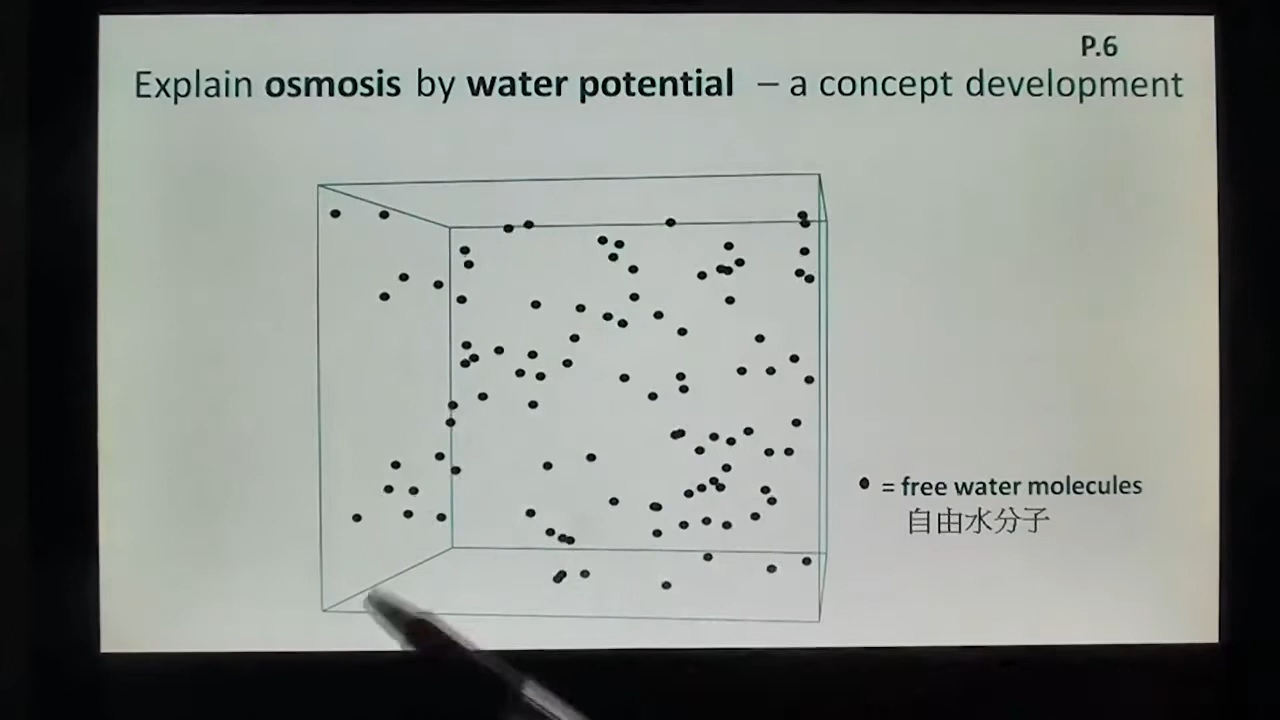 P.6
Explain osmosis by water potential – a concept development
= free water molecules
自由水分子